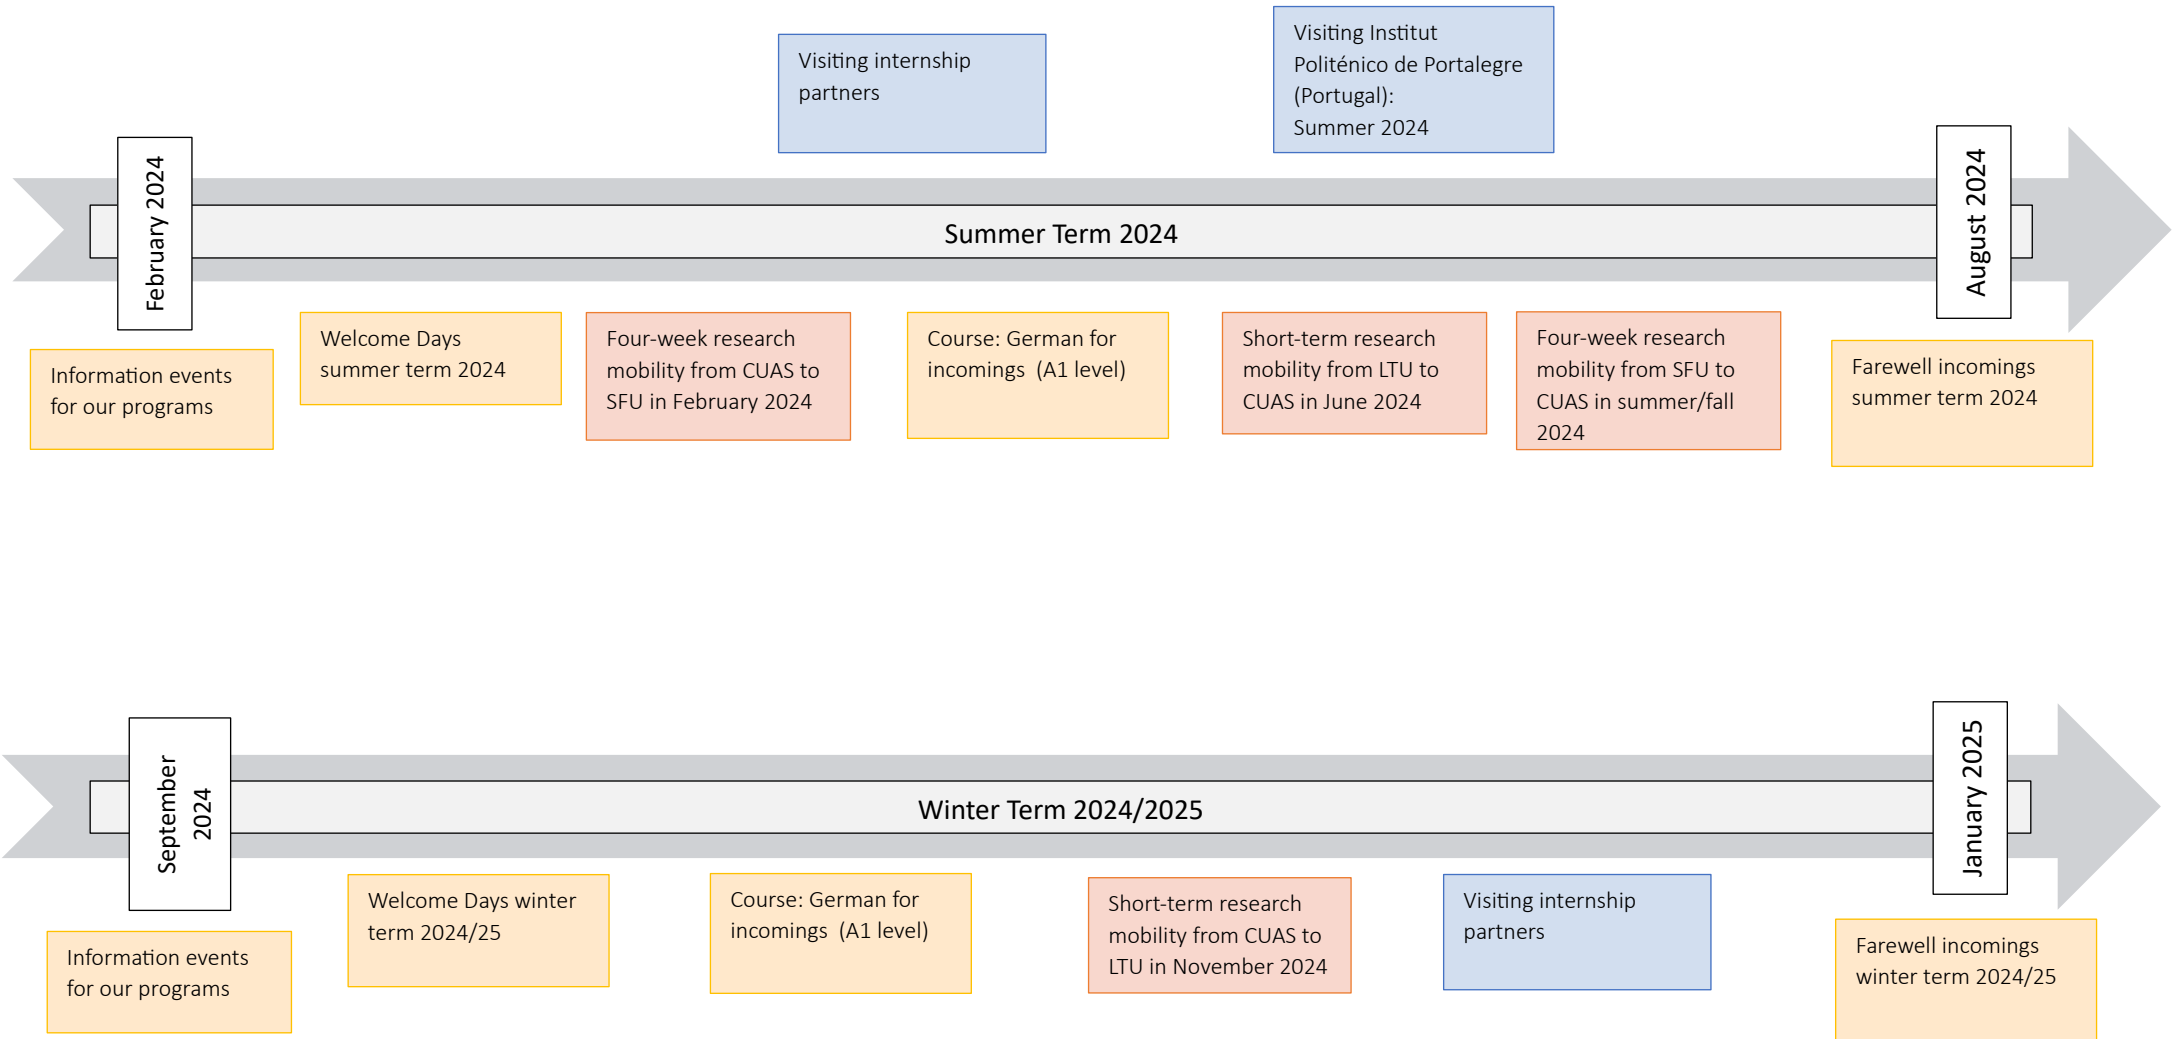 Visiting internship
partners
Visiting Institut
Politénico de Portalegre
(Portugal):
Summer 2024
February 2024
Summer Term 2024
August 2024
Information events
for our programs
Welcome Days
summer term 2024
Four-week research
mobility from CUAS to
SFU in February 2024
Course: German for
incomings  (A1 level)
Short-term research
mobility from LTU to
CUAS in June 2024
Four-week research
mobility from SFU to
CUAS in summer/fall
2024
Farewell incomings
summer term 2024
September
2024
Winter Term 2024/2025
January 2025
Information events
for our programs
Welcome Days winter
term 2024/25
Course: German for
incomings  (A1 level)
Short-term research
mobility from CUAS to
LTU in November 2024
Visiting internship
partners
Farewell incomings
winter term 2024/25